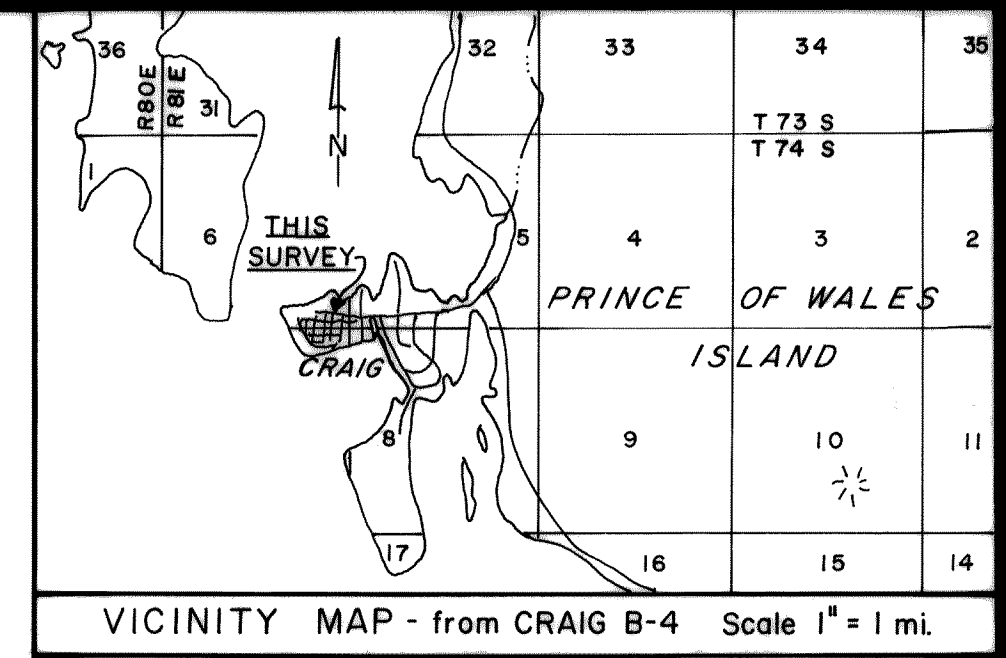 36 32 33 34 35
R80E R81E 31
N
T 73 S
T 74 S
1
THIS
SURVEY
6 5 4 3 2
PRINCE OF WALES
ISLAND
CRAIG
8 9 10 11
17 16 15 14
VICINITY MAP - from CRAIG B-4 Scale 1" = 1 mi.